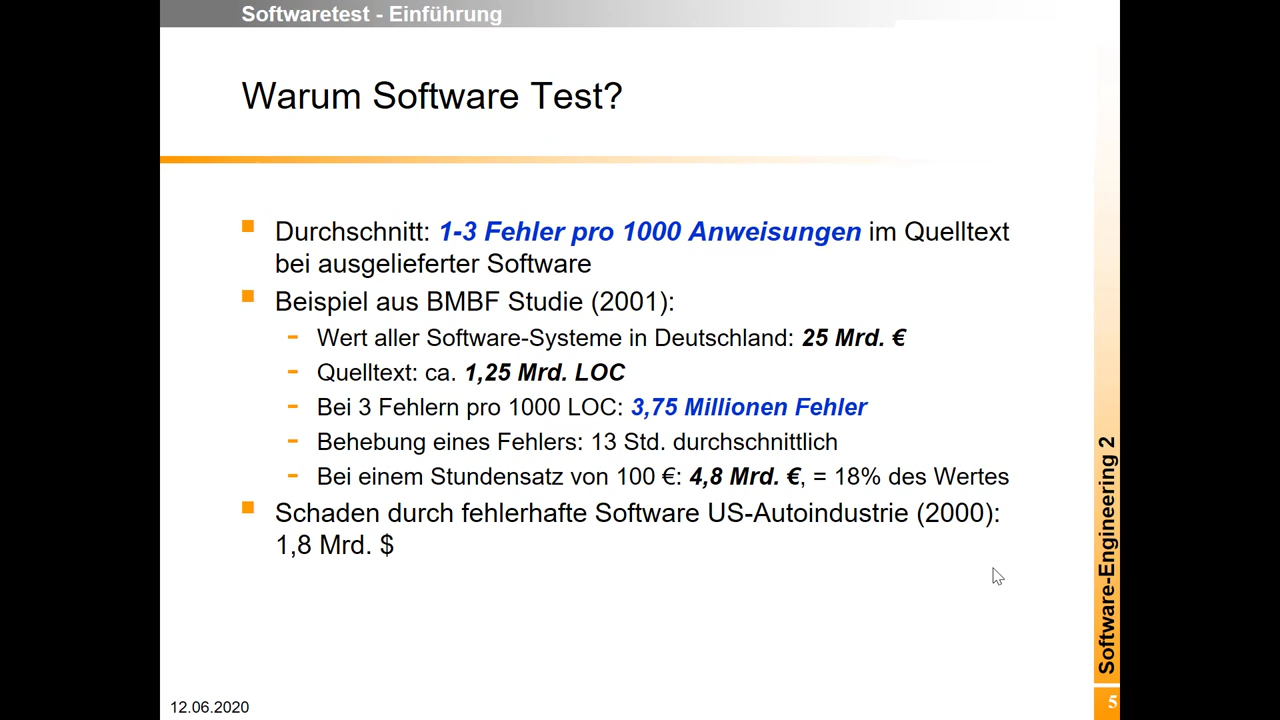 Softwaretest - Einführung
Warum Software Test?
Durchschnitt: 1-3 Fehler pro 1000 Anweisungen im Quelltext
bei ausgelieferter Software
Beispiel aus BMBF Studie (2001):
- Wert aller Software-Systeme in Deutschland: 25 Mrd. €
- Quelltext: ca. 1,25 Mrd. LOC
- Bei 3 Fehlern pro 1000 LOC: 3,75 Millionen Fehler
- Behebung eines Fehlers: 13 Std. durchschnittlich
- Bei einem Stundensatz von 100 €: 4,8 Mrd. €, = 18% des Wertes
Schaden durch fehlerhafte Software US-Autoindustrie (2000):
1,8 Mrd. $
Software-Engineering 2
12.06.2020
5